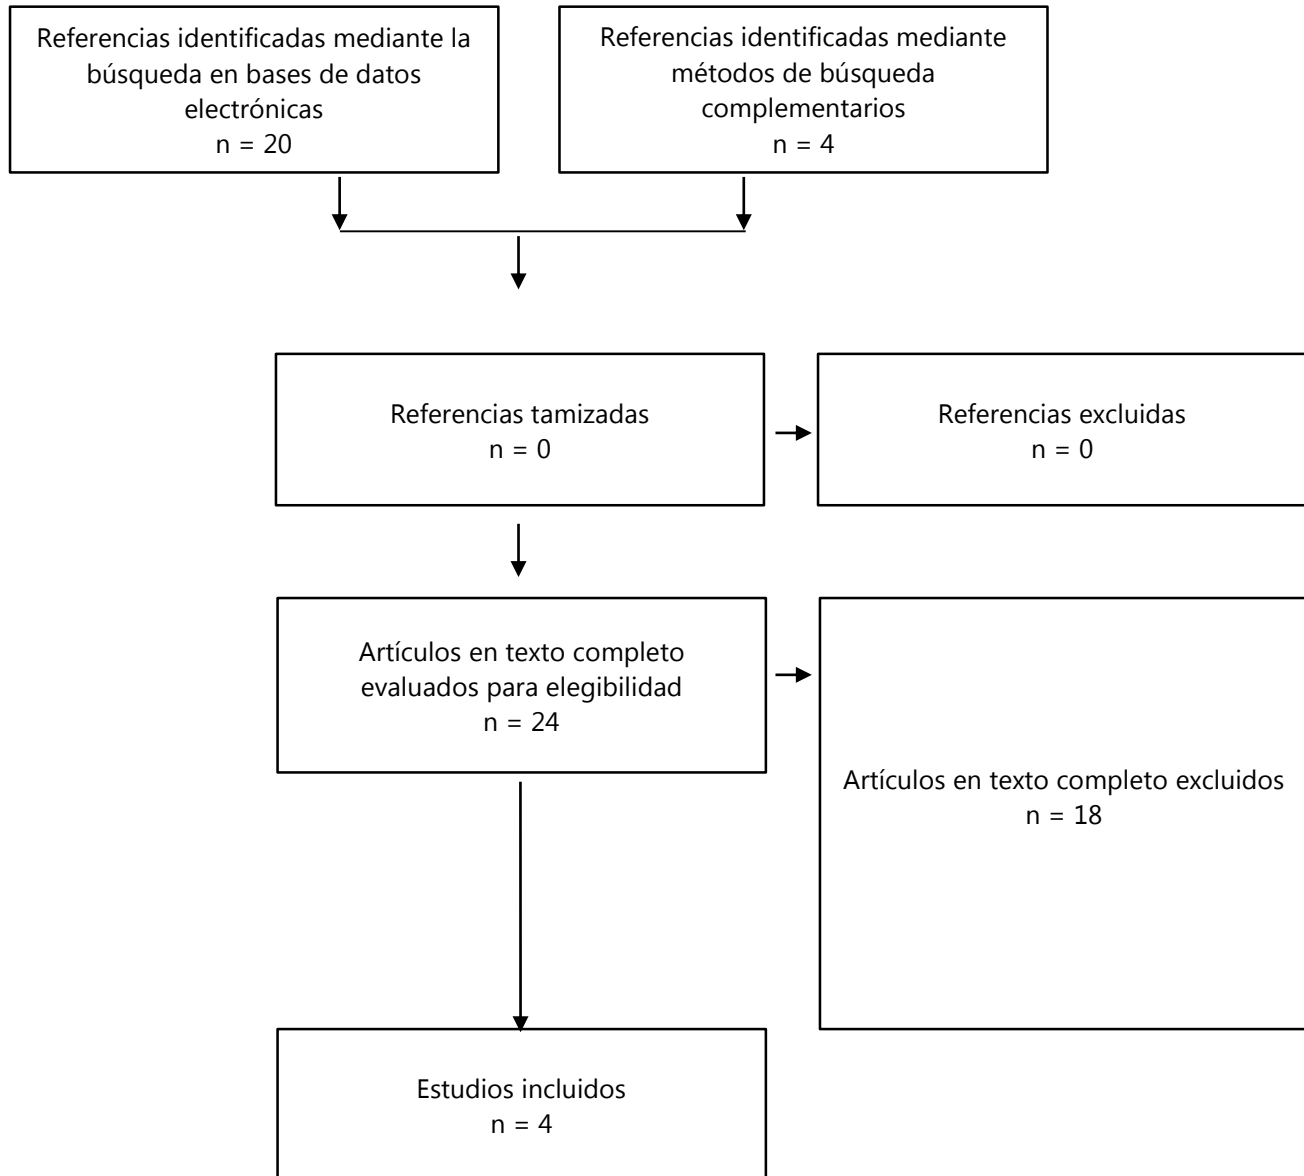 Referencias identificadas mediante la
búsqueda en bases de datos
electrónicas
n = 20
Referencias identificadas mediante
métodos de búsqueda
complementarios
n = 4
Referencias tamizadas
n = 0
Referencias excluidas
n = 0
Artículos en texto completo
evaluados para elegibilidad
n = 24
Artículos en texto completo excluidos
n = 18
Estudios incluidos
n = 4